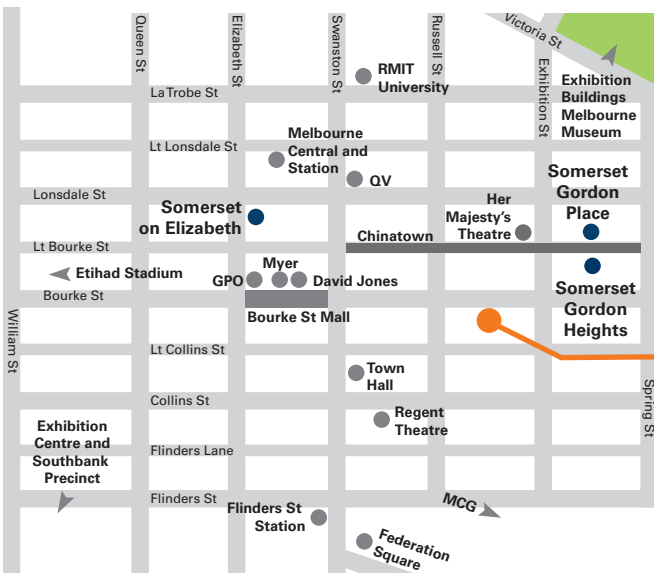 Queen St
Elizabeth St
Swanston St
Russell St
Victoria St
Exhibition St
RMIT
University
Exhibition
Buildings
Melbourne
Museum
La Trobe St
Melbourne
Central and
Station
Lt Lonsdale St
QV
Somerset
Gordon
Place
Lonsdale St
Somerset
on Elizabeth
Her
Majesty's
Theatre
Chinatown
Lt Bourke St
Etihad Stadium
Myer
GPO
David Jones
Somerset
Gordon
Heights
Bourke St
Bourke St Mall
William St
Lt Collins St
Town
Hall
Spring St
Collins St
Regent
Theatre
Exhibition
Centre and
Southbank
Precinct
Flinders Lane
Flinders St
MCG
Flinders St
Station
Federation
Square